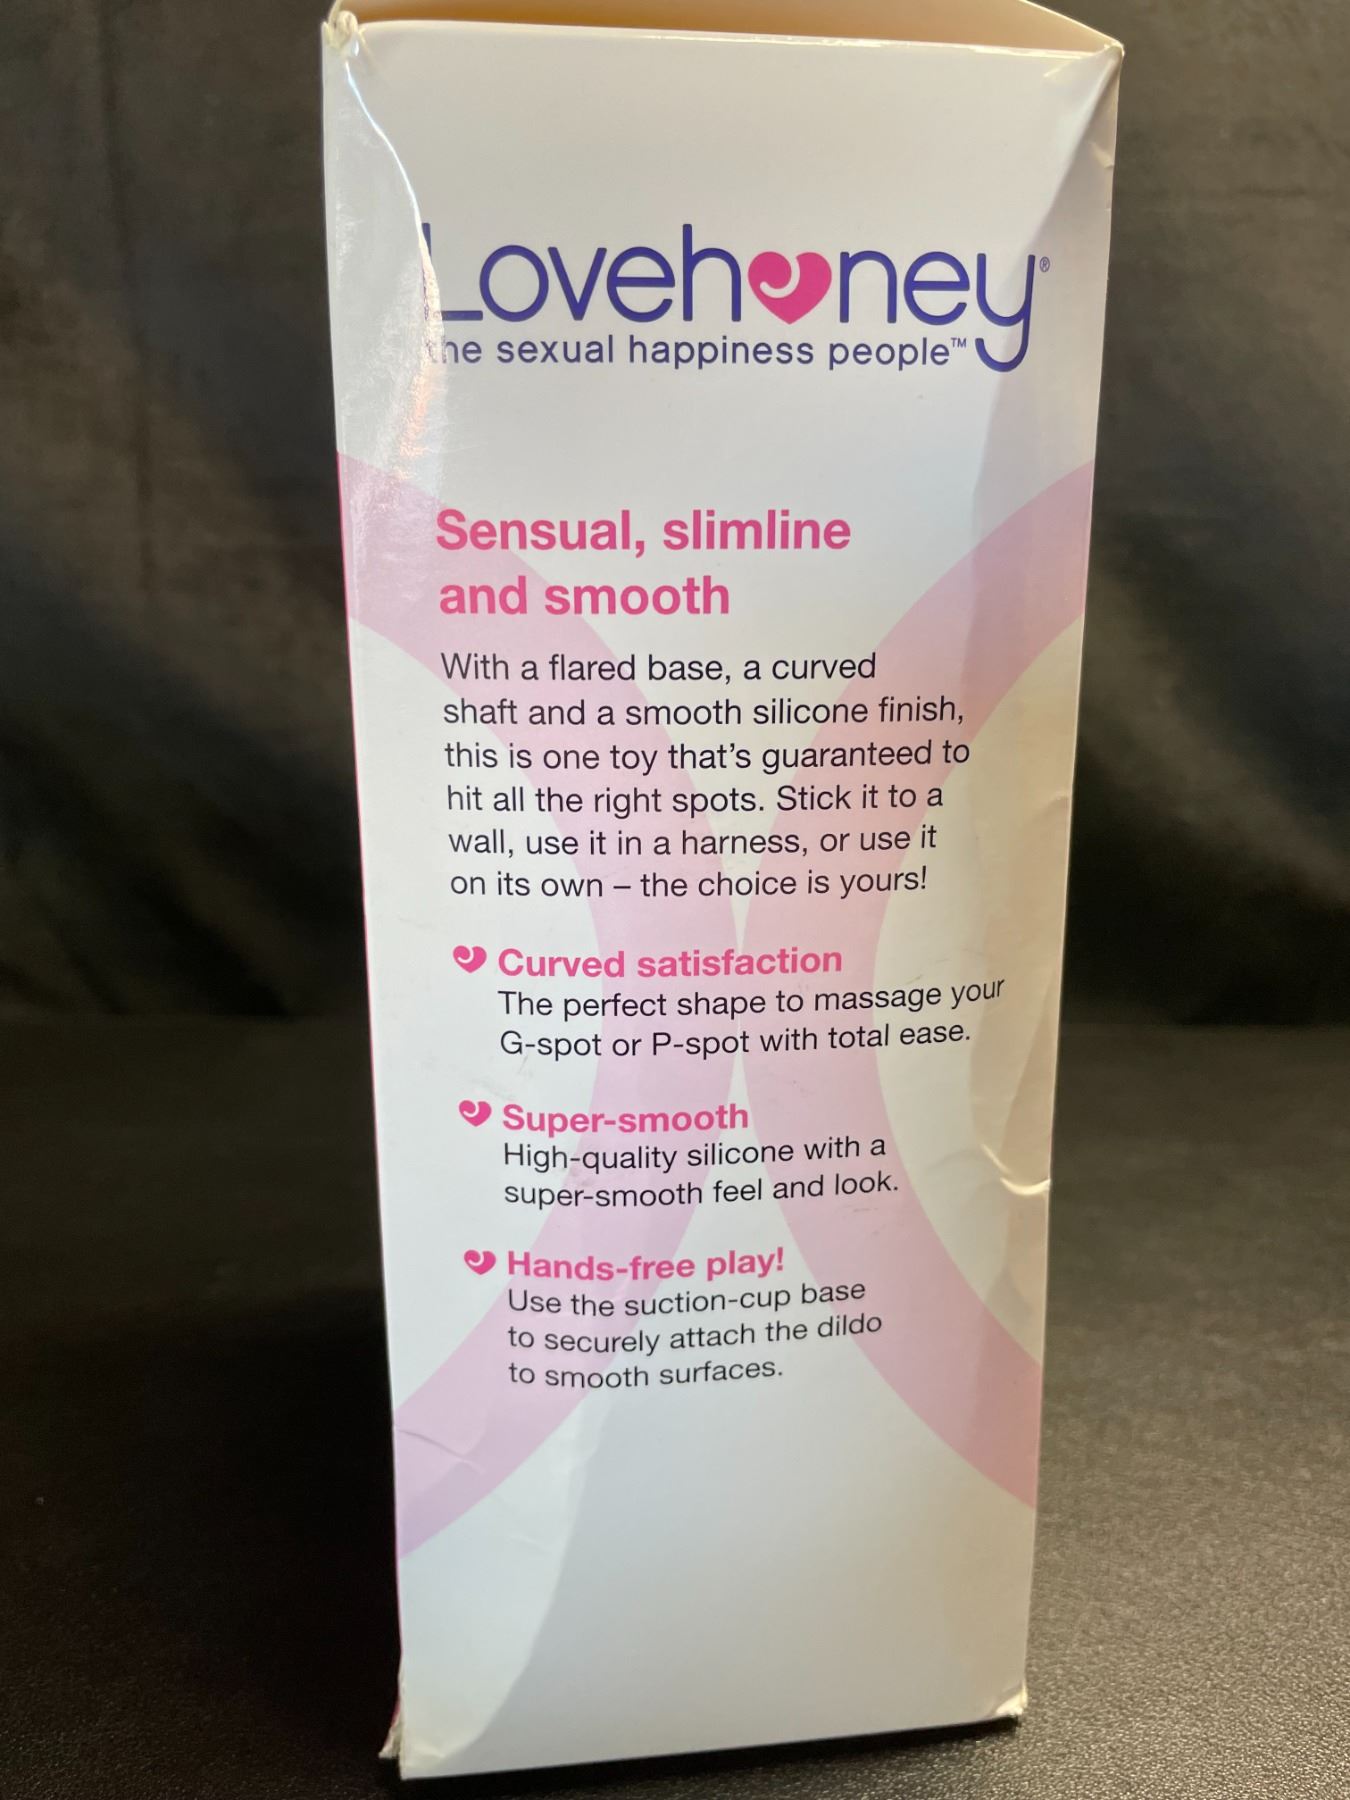 Lovehoney®
the sexual happiness people™
Sensual, slimline
and smooth
With a flared base, a curved
shaft and a smooth silicone finish,
this is one toy that's guaranteed to
hit all the right spots. Stick it to a
wall, use it in a harness, or use it
on its own – the choice is yours!
Curved satisfaction
The perfect shape to massage your
G-spot or P-spot with total ease.
Super-smooth
High-quality silicone with a
super-smooth feel and look.
Hands-free play!
Use the suction-cup base
to securely attach the dildo
to smooth surfaces.